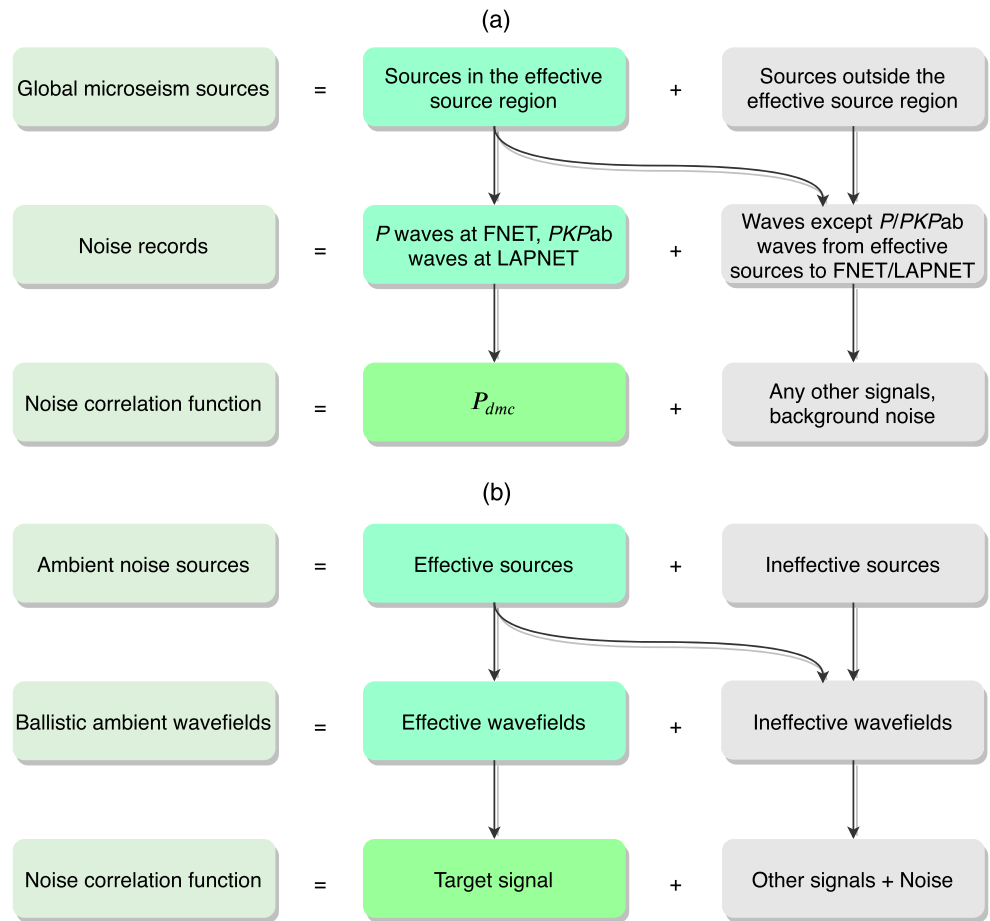 (a)
Global microseism sources
=
Sources in the effective
source region
+
Sources outside the
effective source region
Noise records
=
P waves at FNET, PKPab
waves at LAPNET
+
Waves except P/PKPab
waves from effective
sources to FNET/LAPNET
Noise correlation function
=
Pdmc
+
Any other signals,
background noise
(b)
Ambient noise sources
=
Effective sources
+
Ineffective sources
Ballistic ambient wavefields
=
Effective wavefields
+
Ineffective wavefields
Noise correlation function
=
Target signal
+
Other signals + Noise